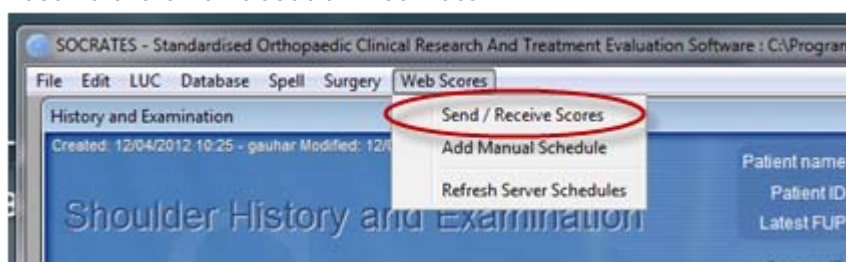 SOCRATES - Standardised Orthopaedic Clinical Research And Treatment Evaluation Software : C:\Program
File Edit LUC Database Spell Surgery Web Scores
History and Examination
Send / Receive Scores
Created: 12/04/2012 10:25 - gauhar Modified: 12/0
Add Manual Schedule
Patient name
Refresh Server Schedules
Patient ID
Shoulder History and Examination
Latest FUP